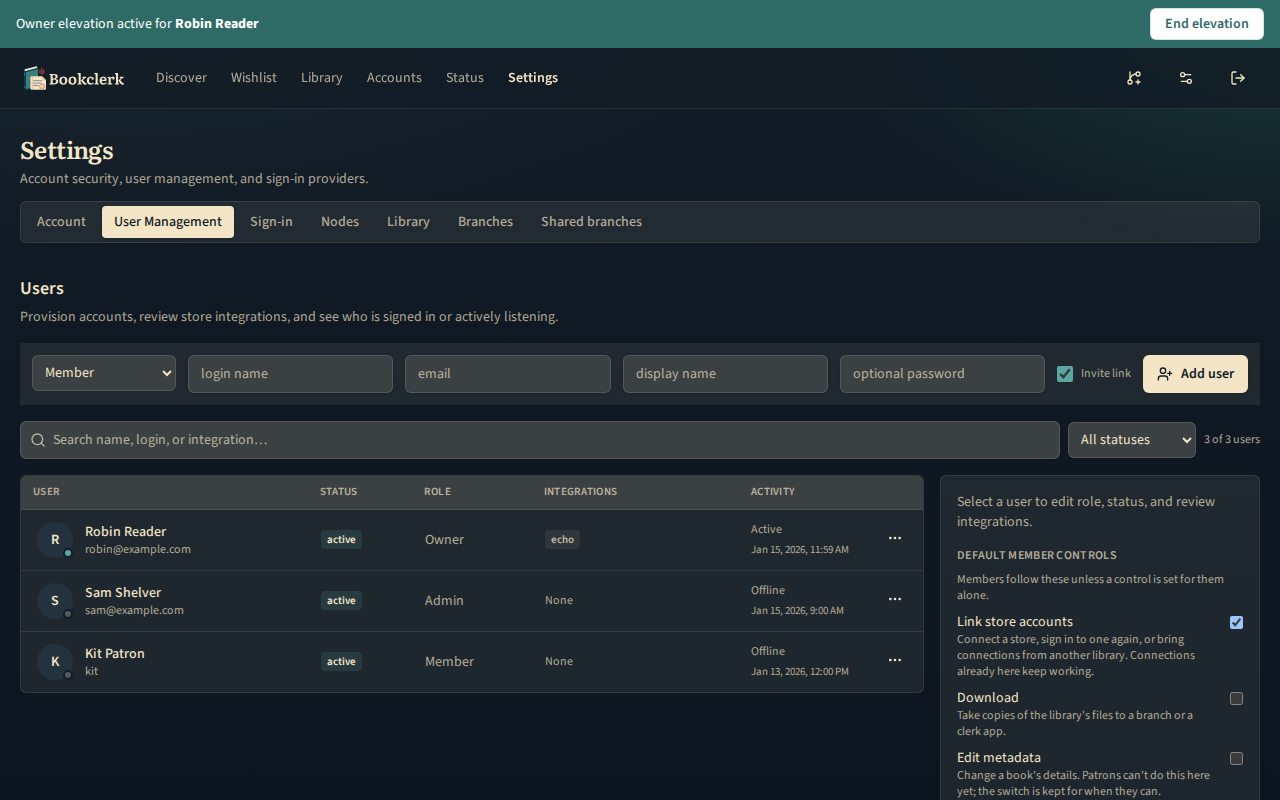 Owner elevation active for Robin Reader
End elevation
Bookclerk
Discover
Wishlist
Library
Accounts
Status
Settings
Settings
Account security, user management, and sign-in providers.
Account
User Management
Sign-in
Nodes
Library
Branches
Shared branches
Users
Provision accounts, review store integrations, and see who is signed in or actively listening.
Member
login name
email
display name
optional password
Invite link
Add user
Search name, login, or integration…
All statuses
3 of 3 users
USER
STATUS
ROLE
INTEGRATIONS
ACTIVITY
R
Robin Reader
robin@example.com
active
Owner
echo
Active
Jan 15, 2026, 11:59 AM
S
Sam Shelver
sam@example.com
active
Admin
None
Offline
Jan 15, 2026, 9:00 AM
K
Kit Patron
kit
active
Member
None
Offline
Jan 13, 2026, 12:00 PM
Select a user to edit role, status, and review
integrations.
DEFAULT MEMBER CONTROLS
Members follow these unless a control is set for them
alone.
Link store accounts
Connect a store, sign in to one again, or bring
connections from another library. Connections
already here keep working.
Download
Take copies of the library's files to a branch or a
clerk app.
Edit metadata
Change a book's details. Patrons can't do this here
yet; the switch is kept for when they can.